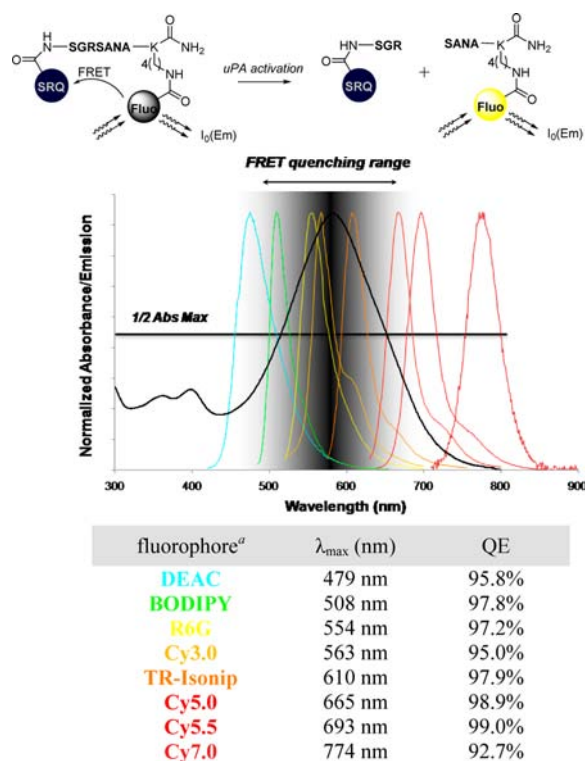 H
N
SGRSANA
K
O
NH₂
O
4
NH
FRET
SRQ
O
Fluo
I₀(Em)
uPA activation
HN
SGR
O
SRQ
+
SANA
K
O
NH₂
4
NH
O
Fluo
I₀(Em)
FRET quenching range
Normalized Absorbance/Emission
1/2 Abs Max
300 400 500 600 700 800 900
Wavelength (nm)
fluorophoreᵃ λmax (nm) QE
DEAC 479 nm 95.8%
BODIPY 508 nm 97.8%
R6G 554 nm 97.2%
Cy3.0 563 nm 95.0%
TR-Isonip 610 nm 97.9%
Cy5.0 665 nm 98.9%
Cy5.5 693 nm 99.0%
Cy7.0 774 nm 92.7%